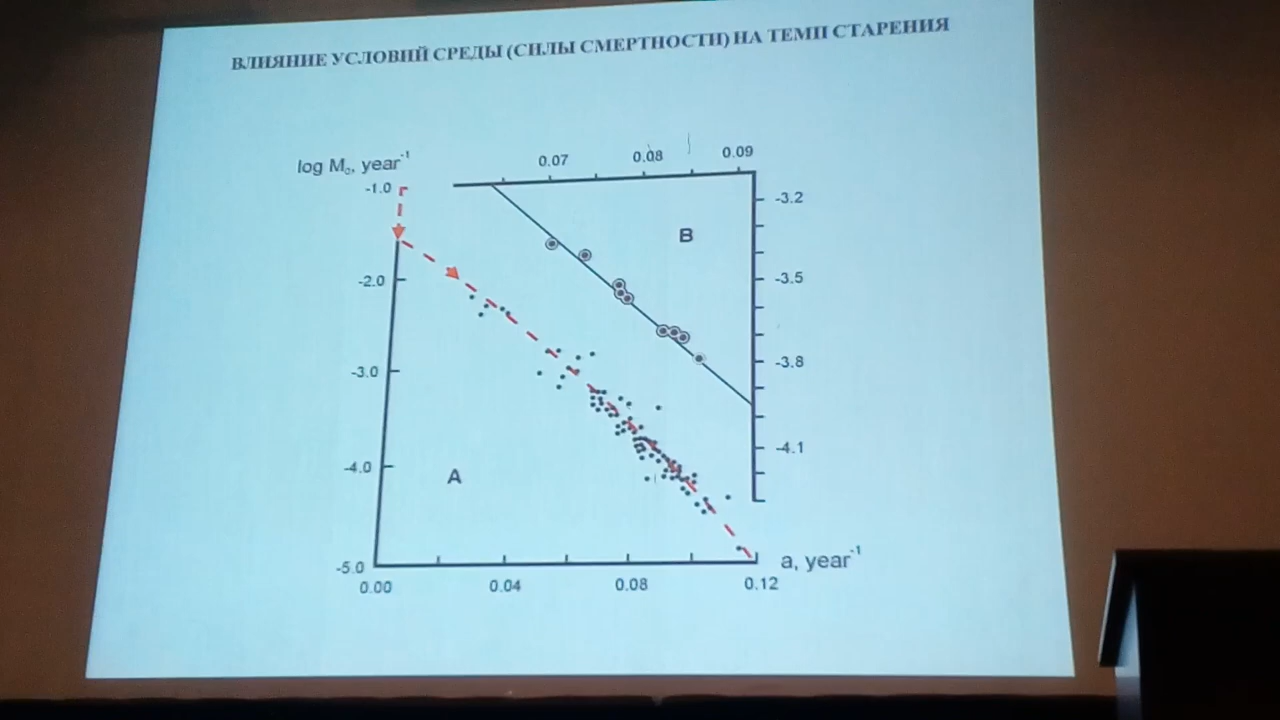 ВЛИЯНИЕ УСЛОВИЙ СРЕДЫ (СИЛЫ СМЕРТНОСТИ) НА ТЕМП СТАРЕНИЯ
log M₀, year⁻¹
0.07 0.08 0.09
-1.0
-3.2
B
-2.0
-3.5
-3.0
-3.8
-4.0
A
-4.1
-5.0
a, year⁻¹
0.00 0.04 0.08 0.12